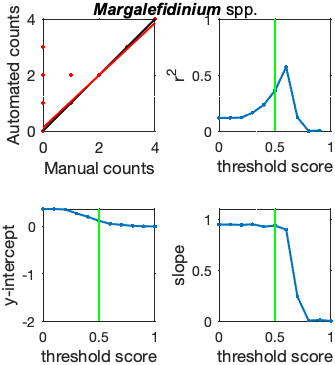 Margalefidinium spp.
Automated counts
4
2
0
0
2
4
Manual counts
r2
1
0.5
0
0
0.5
1
threshold score
y-intercept
0
-1
-2
0
0.5
1
threshold score
slope
1
0.5
0
0
0.5
1
threshold score